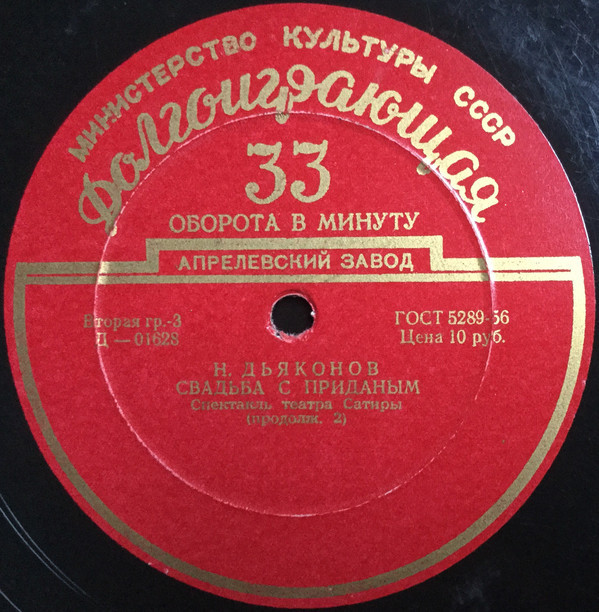 МИНИСТЕРСТВО КУЛЬТУРЫ СССР
Долгоиграющая
33
ОБОРОТА В МИНУТУ
АПРЕЛЕВСКИЙ ЗАВОД
Вторая гр.-3
Д — 01628
ГОСТ 5289-56
Цена 10 руб.
Н. ДЬЯКОНОВ
СВАДЬБА С ПРИДАНЫМ
Спектакль театра Сатиры
(продолж. 2)